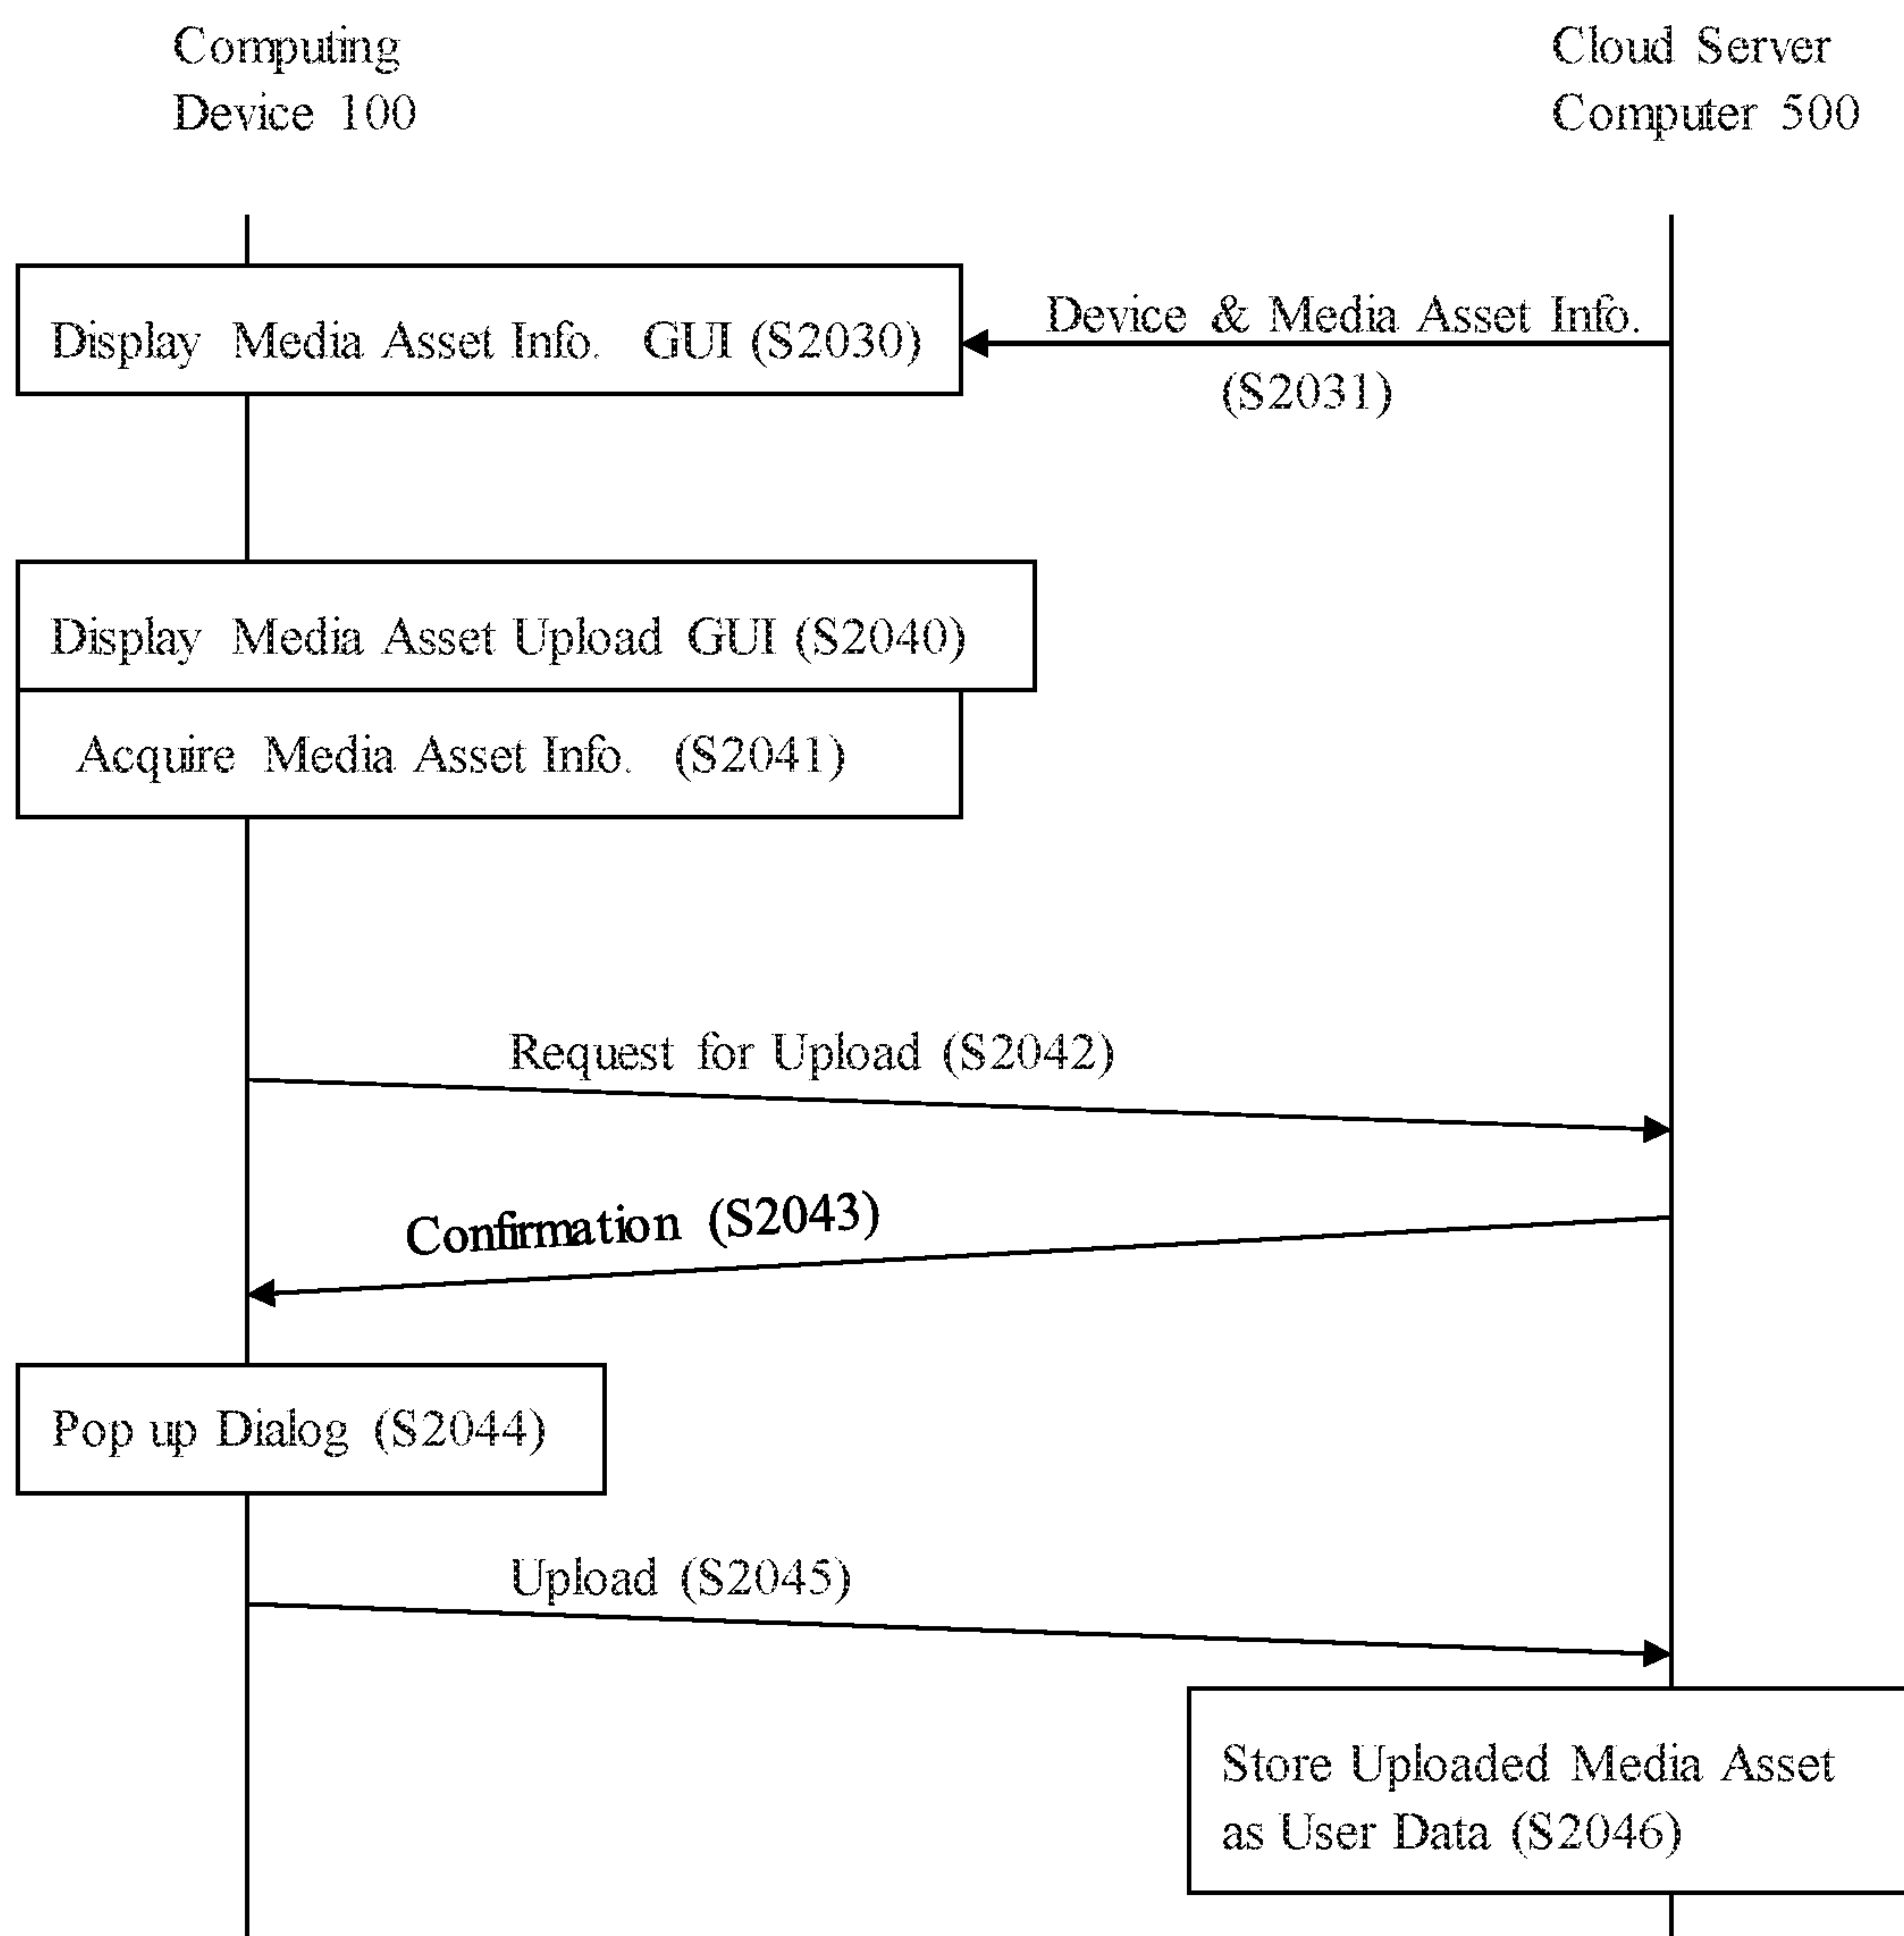 Computing
Device 100
Cloud Server
Computer 500
Display Media Asset Info. GUI (S2030)
Device & Media Asset Info.
(S2031)
Display Media Asset Upload GUI (S2040)
Acquire Media Asset Info. (S2041)
Request for Upload (S2042)
Confirmation (S2043)
Pop up Dialog (S2044)
Upload (S2045)
Store Uploaded Media Asset
as User Data (S2046)